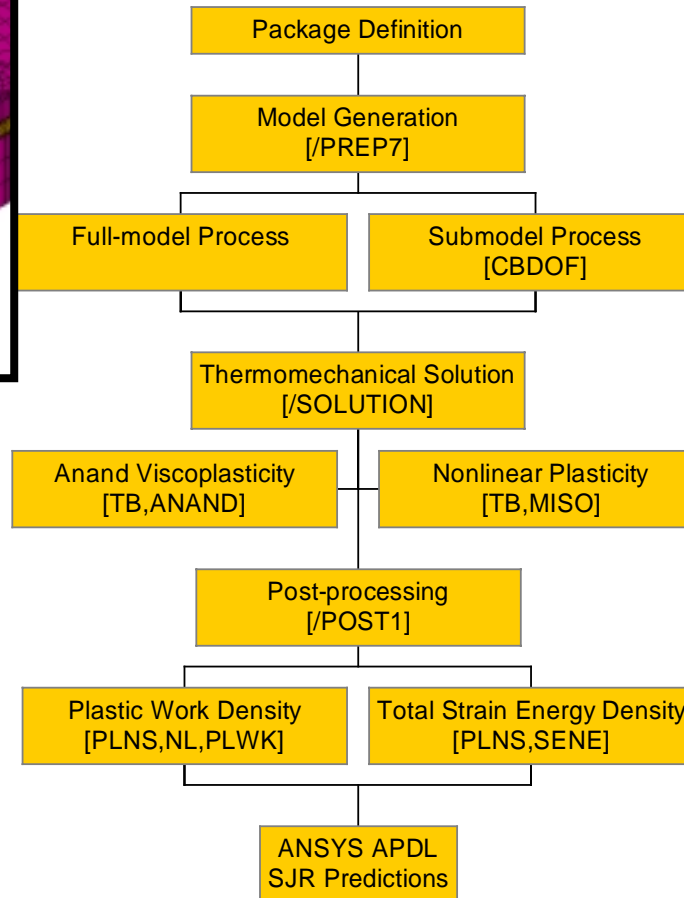 Package Definition
Model Generation
[/PREP7]
Full-model Process
Submodel Process
[CBDOF]
Thermomechanical Solution
[/SOLUTION]
Anand Viscoplasticity
[TB,ANAND]
Nonlinear Plasticity
[TB,MISO]
Post-processing
[/POST1]
Plastic Work Density
[PLNS,NL,PLWK]
Total Strain Energy Density
[PLNS,SENE]
ANSYS APDL
SJR Predictions